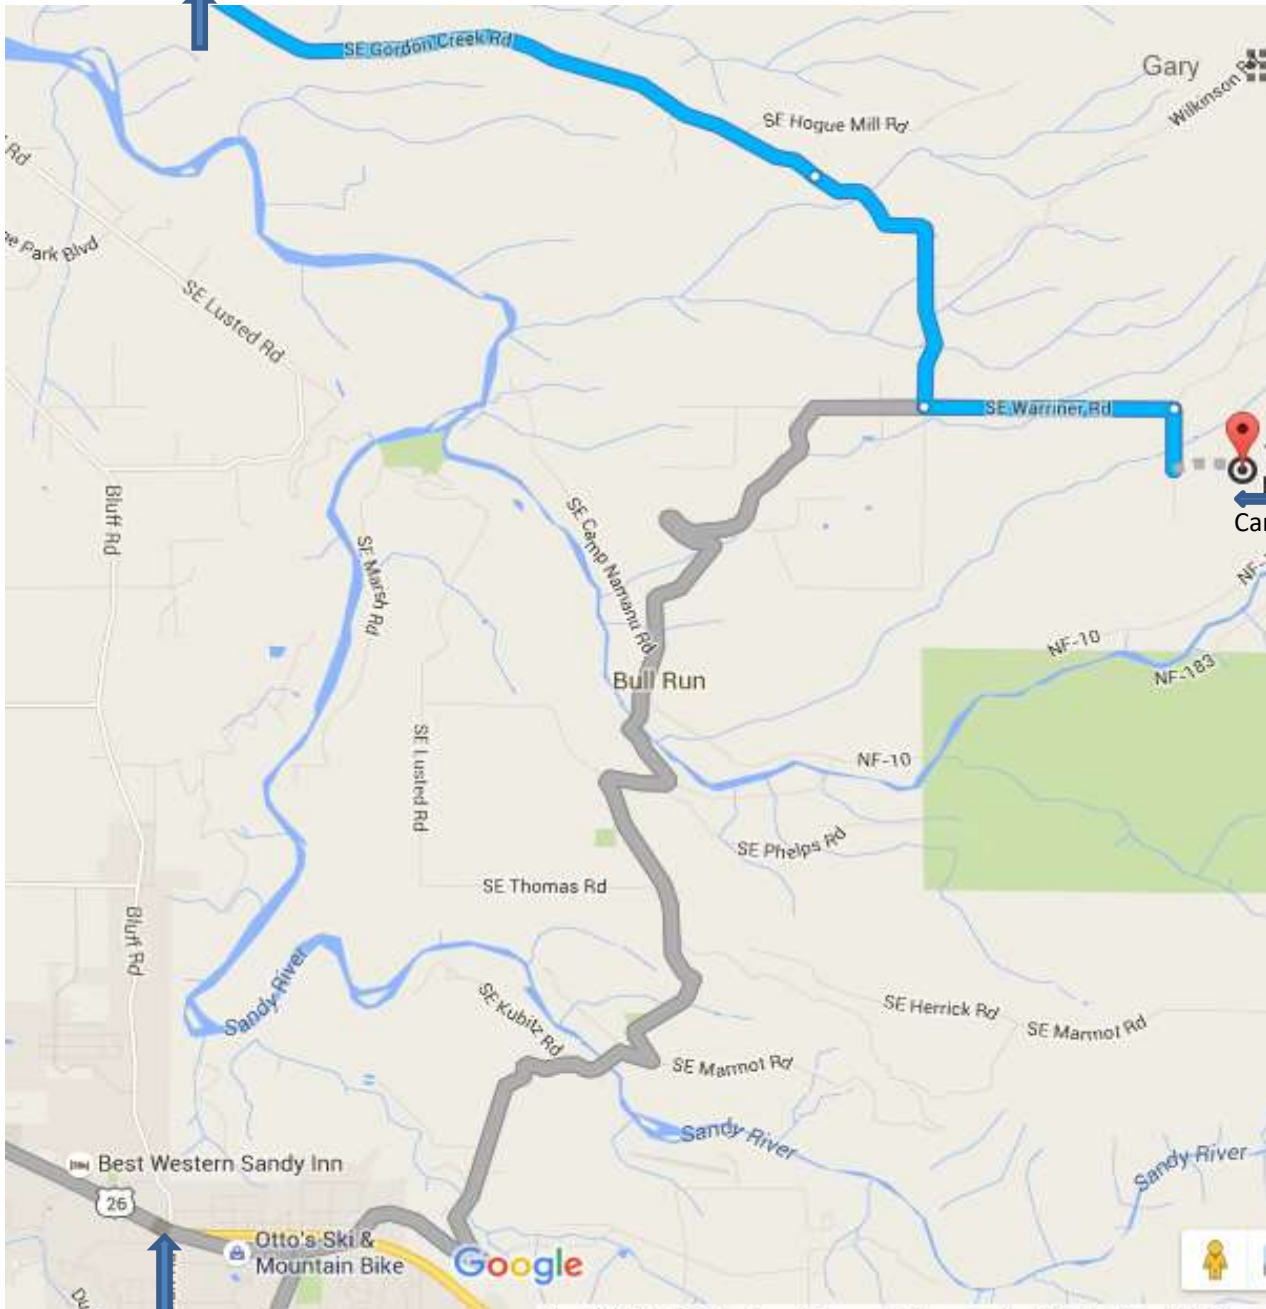 SE Gordon Creek Rd
Gary
Wilkinson
SE Hogue Mill Rd
Rd
Park Blvd
SE Lusted Rd
SE Warriner Rd
Bluff Rd
SE Camp Namanu Rd
SE Marsh Rd
NF-10
NF-183
Bull Run
SE Lusted Rd
NF-10
SE Phelps Rd
SE Thomas Rd
Bluff Rd
Sandy River
SE Kubitz Rd
SE Herrick Rd
SE Marmot Rd
SE Marmot Rd
Sandy River
Sandy River
Best Western Sandy Inn
26
Otto's Ski &
Mountain Bike
Google